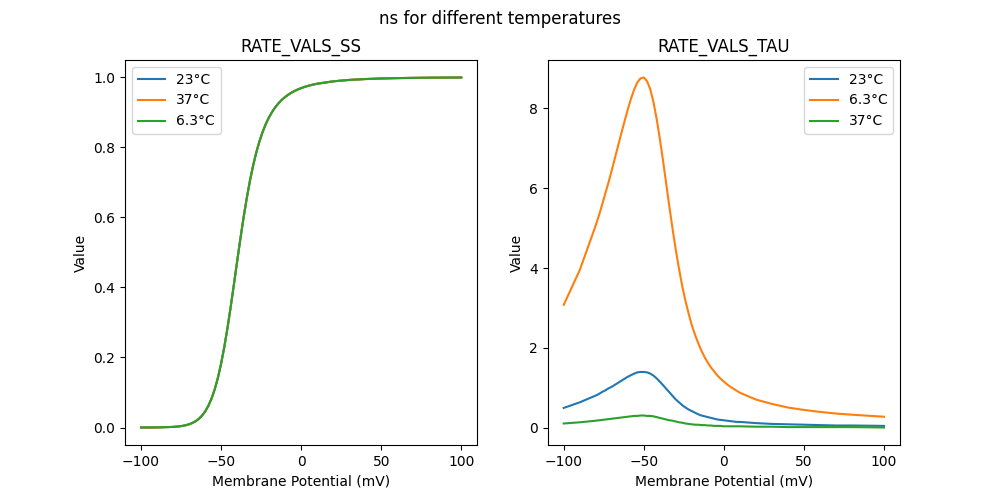 ns for different temperatures
RATE_VALS_SS
23°C
37°C
6.3°C
1.0
0.8
0.6
0.4
0.2
0.0
Value
−100
−50
0
50
100
Membrane Potential (mV)
RATE_VALS_TAU
23°C
6.3°C
37°C
8
6
4
2
0
Value
−100
−50
0
50
100
Membrane Potential (mV)